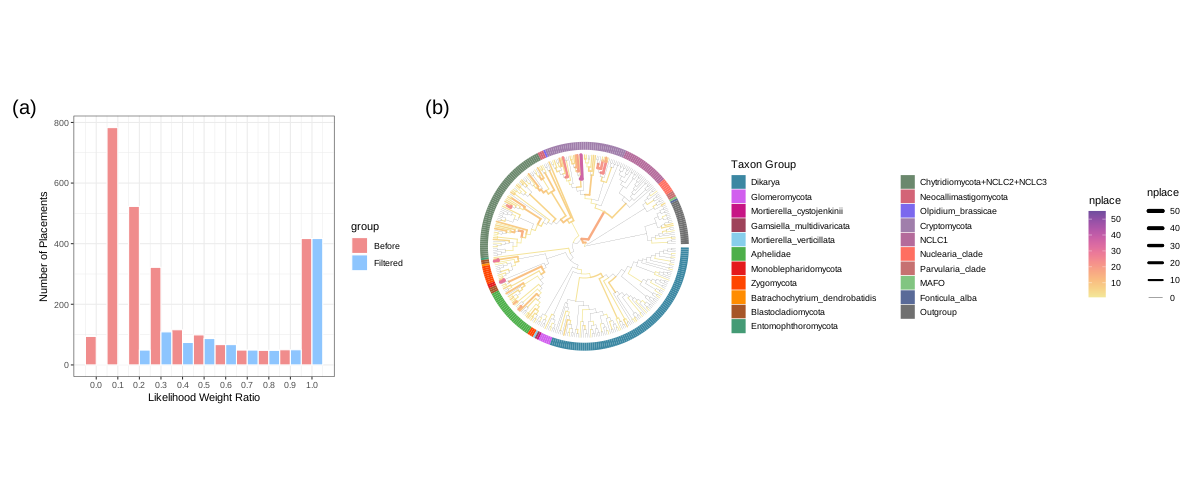 (a)
800
600
400
200
0
Number of Placements
0.0 0.1 0.2 0.3 0.4 0.5 0.6 0.7 0.8 0.9 1.0
Likelihood Weight Ratio
group
Before
Filtered
(b)
Taxon Group
Dikarya
Glomeromycota
Mortierella_cystojenkinii
Gamsiella_multidivaricata
Mortierella_verticillata
Aphelidae
Monoblepharidomycota
Zygomycota
Batrachochytrium_dendrobatidis
Blastocladiomycota
Entomophthoromycota
Chytridiomycota+NCLC2+NCLC3
Neocallimastigomycota
Olpidium_brassicae
Cryptomycota
NCLC1
Nuclearia_clade
Parvularia_clade
MAFO
Fonticula_alba
Outgroup
nplace
50
40
30
20
10
nplace
50
40
30
20
10
0